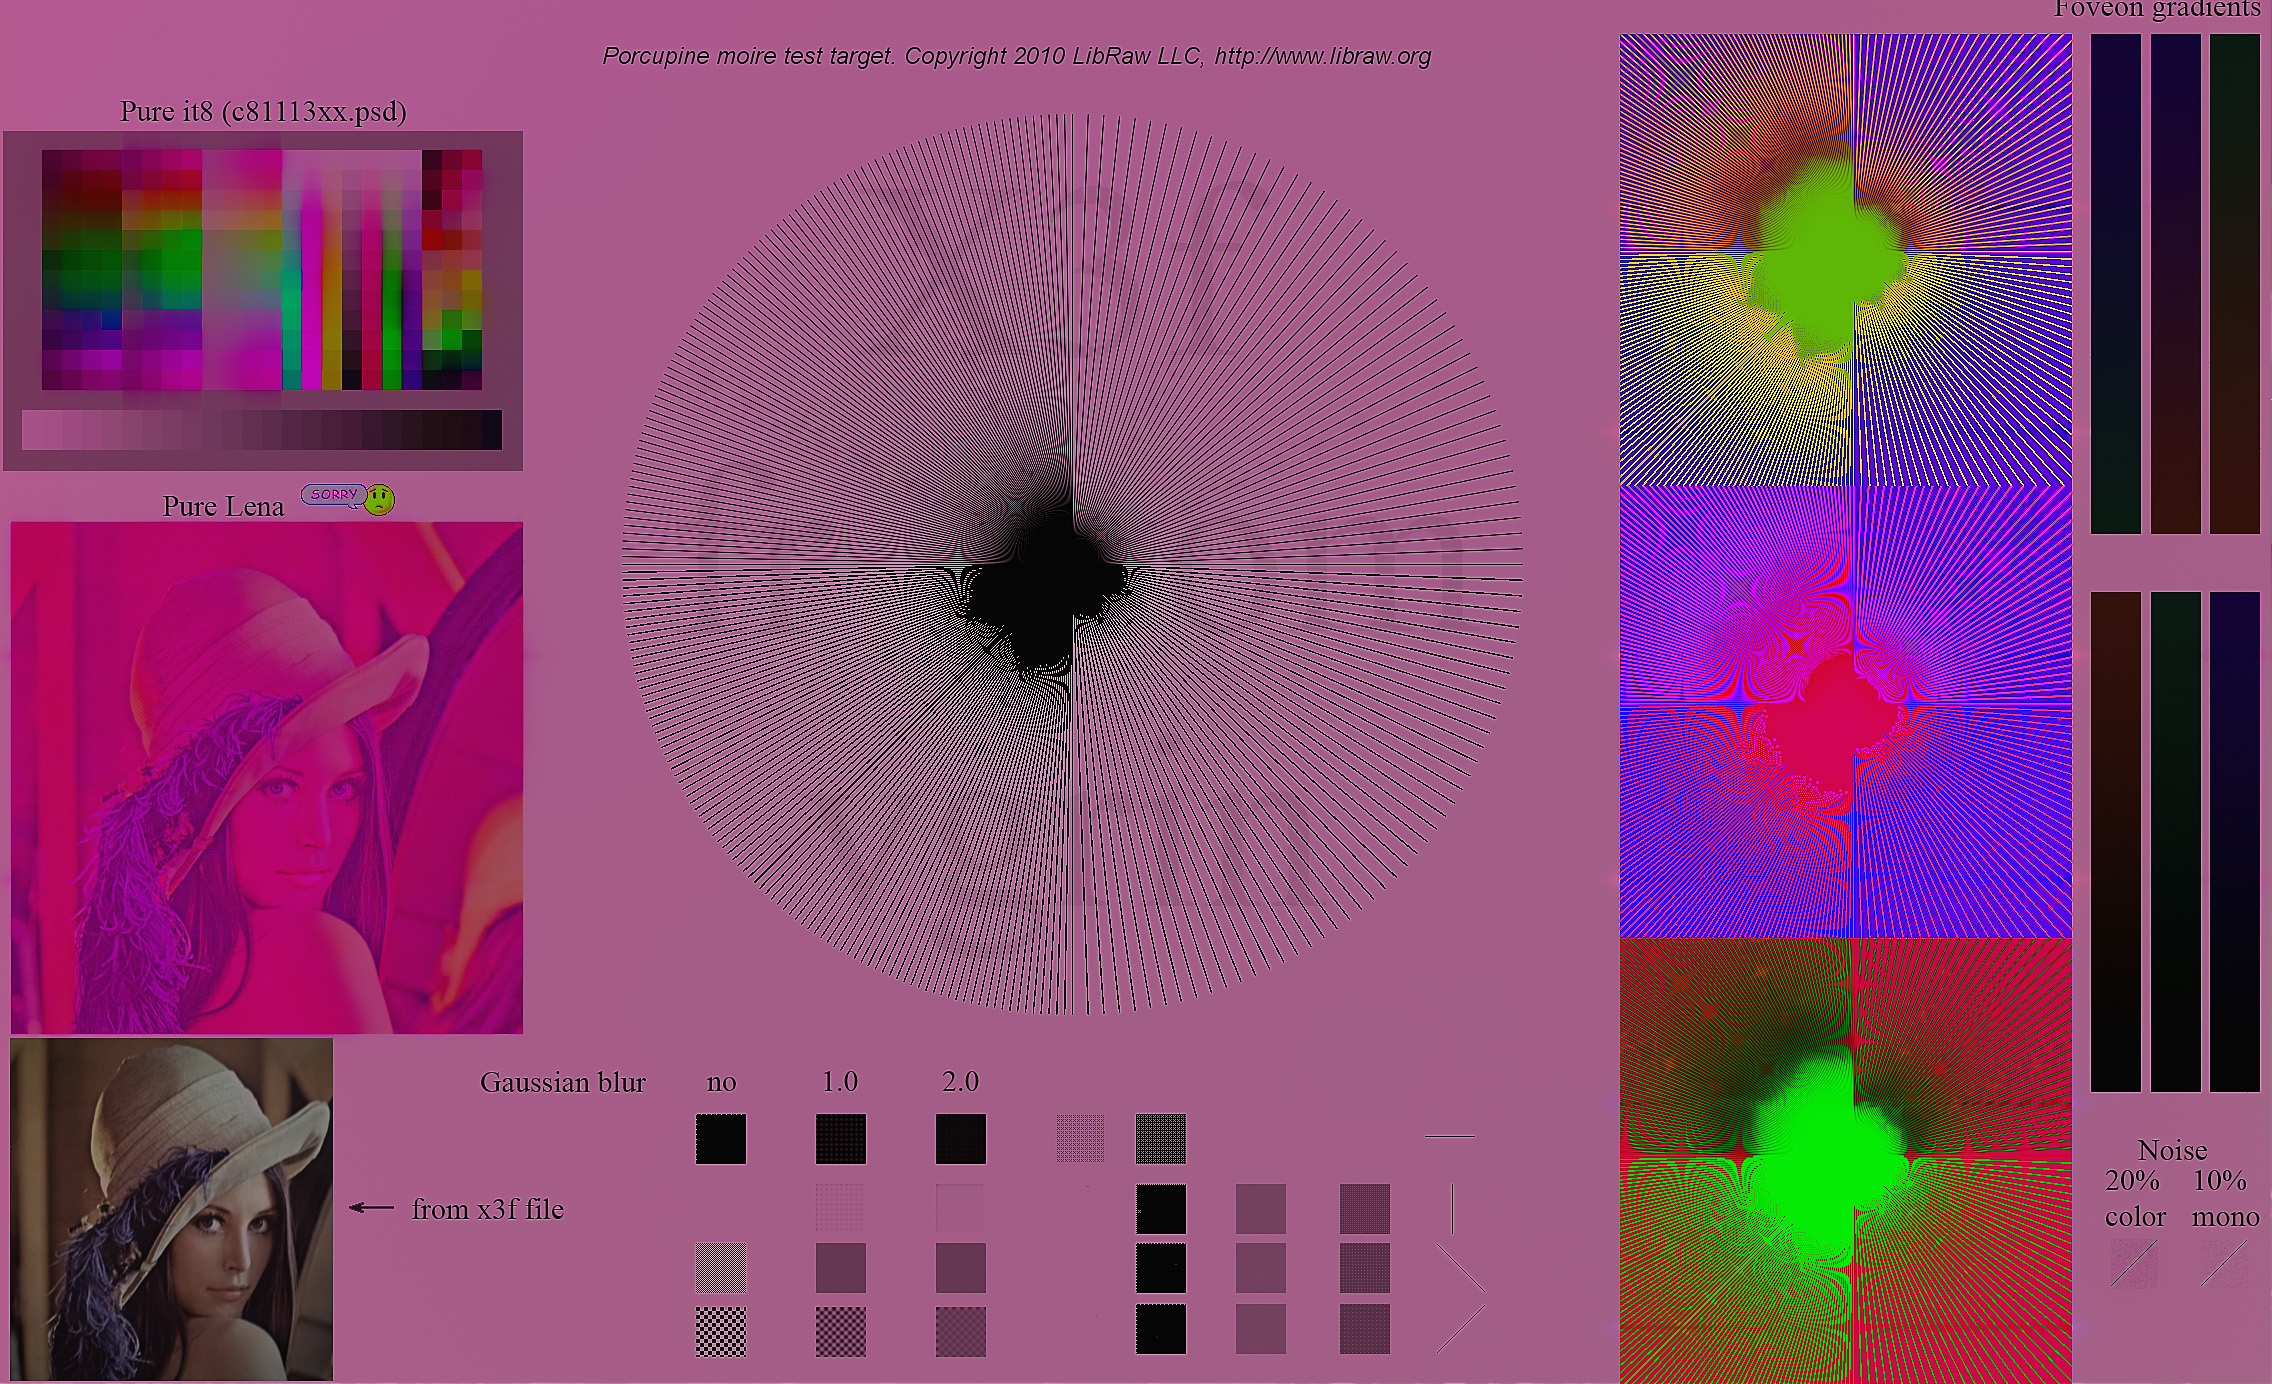 Foveon gradients
Porcupine moire test target. Copyright 2010 LibRaw LLC, http://www.libraw.org
Pure it8 (c81113xx.psd)
Pure Lena
SORRY
Gaussian blur no 1.0 2.0
from x3f file
Noise
20% 10%
color mono